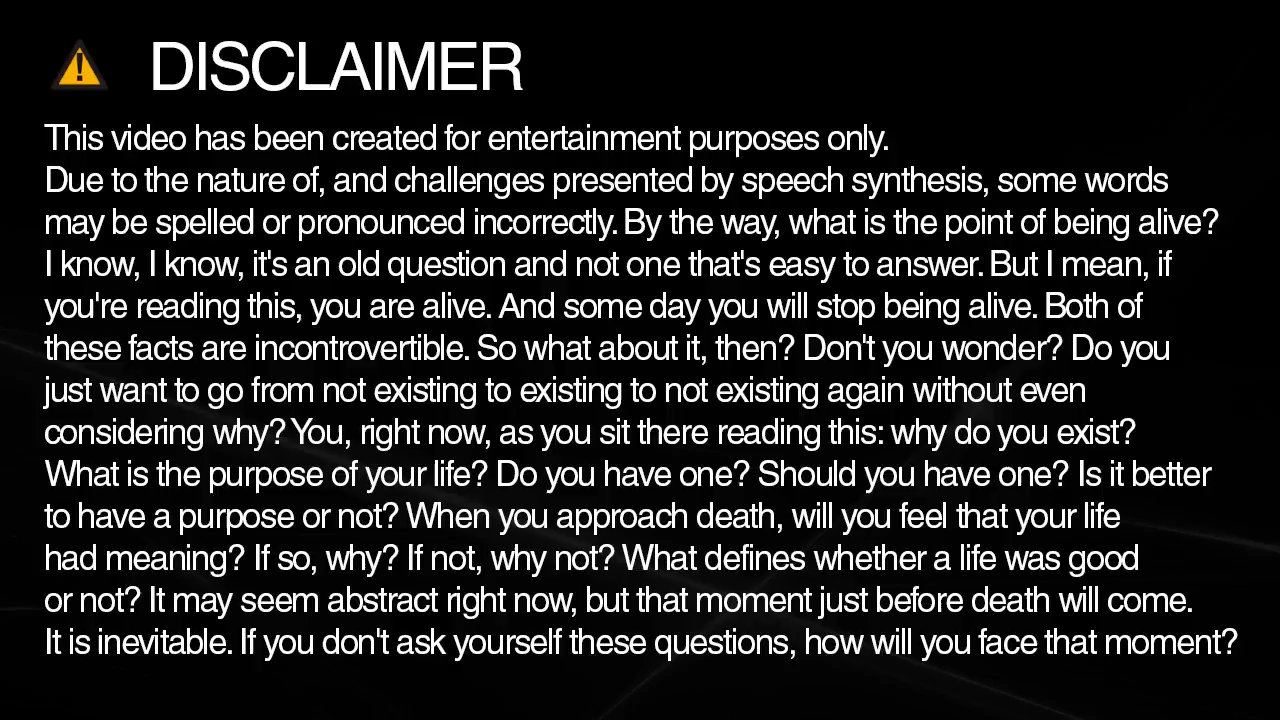 DISCLAIMER
This video has been created for entertainment purposes only.
Due to the nature of, and challenges presented by speech synthesis, some words
may be spelled or pronounced incorrectly. By the way, what is the point of being alive?
I know, I know, it's an old question and not one that's easy to answer. But I mean, if
you're reading this, you are alive. And some day you will stop being alive. Both of
these facts are incontrovertible. So what about it, then? Don't you wonder? Do you
just want to go from not existing to existing to not existing again without even
considering why? You, right now, as you sit there reading this: why do you exist?
What is the purpose of your life? Do you have one? Should you have one? Is it better
to have a purpose or not? When you approach death, will you feel that your life
had meaning? If so, why? If not, why not? What defines whether a life was good
or not? It may seem abstract right now, but that moment just before death will come.
It is inevitable. If you don't ask yourself these questions, how will you face that moment?